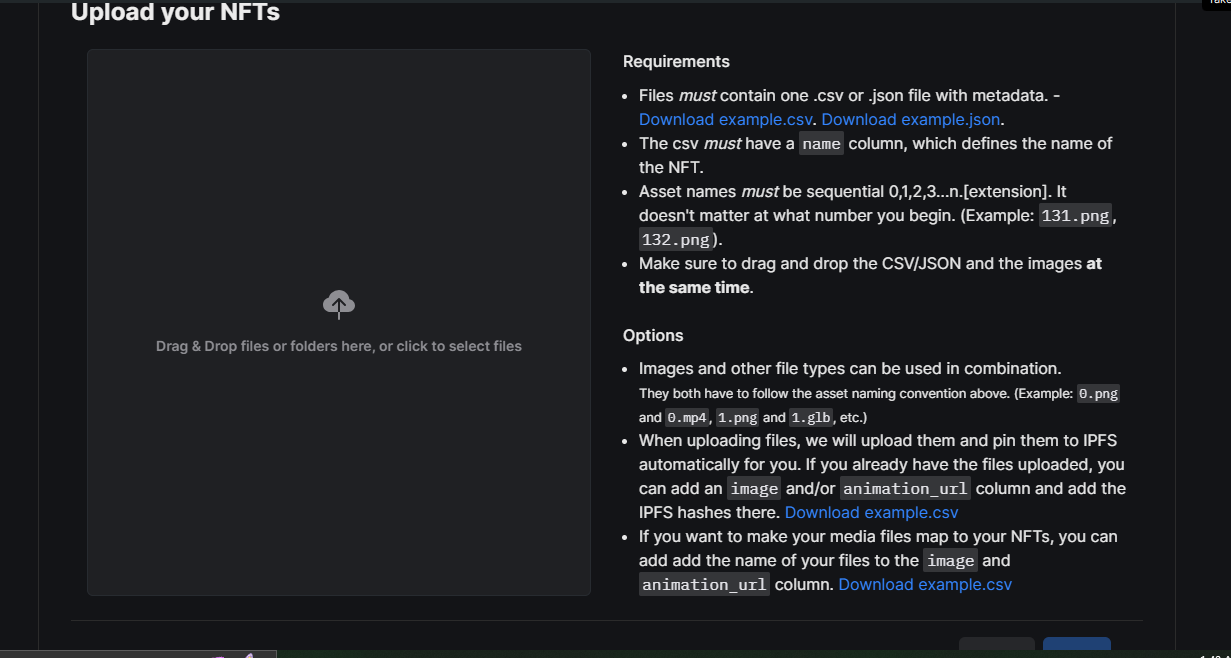 Upload your NFTs
Requirements
Files must contain one .csv or .json file with metadata. -
Download example.csv. Download example.json.
The csv must have a name column, which defines the name of
the NFT.
Asset names must be sequential 0,1,2,3...n.[extension]. It
doesn't matter at what number you begin. (Example: 131.png,
132.png).
Make sure to drag and drop the CSV/JSON and the images at
the same time.
Drag & Drop files or folders here, or click to select files
Options
Images and other file types can be used in combination.
They both have to follow the asset naming convention above. (Example: 0.png
and 0.mp4, 1.png and 1.glb, etc.)
When uploading files, we will upload them and pin them to IPFS
automatically for you. If you already have the files uploaded, you
can add an image and/or animation_url column and add the
IPFS hashes there. Download example.csv
If you want to make your media files map to your NFTs, you can
add add the name of your files to the image and
animation_url column. Download example.csv